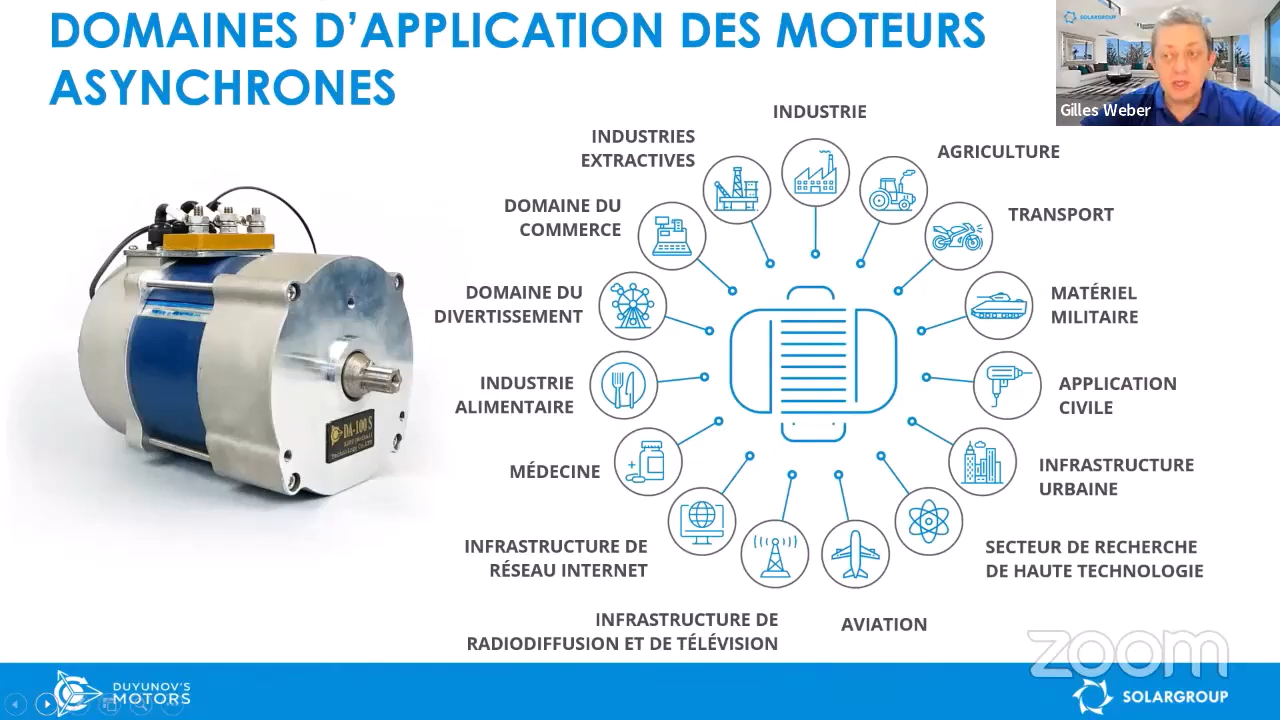 DOMAINES D'APPLICATION DES MOTEURS
ASYNCHRONES
SOLARGROUP
Gilles Weber
INDUSTRIE
INDUSTRIES
EXTRACTIVES
AGRICULTURE
DOMAINE DU
COMMERCE
TRANSPORT
DOMAINE DU
DIVERTISSEMENT
MATÉRIEL
MILITAIRE
INDUSTRIE
ALIMENTAIRE
APPLICATION
CIVILE
DA-100 S
MÉDECINE
INFRASTRUCTURE
URBAINE
INFRASTRUCTURE DE
RÉSEAU INTERNET
SECTEUR DE RECHERCHE
DE HAUTE TECHNOLOGIE
INFRASTRUCTURE DE
RADIODIFFUSION ET DE TÉLÉVISION
AVIATION
zoom
DUYUNOV'S
MOTORS
SOLARGROUP